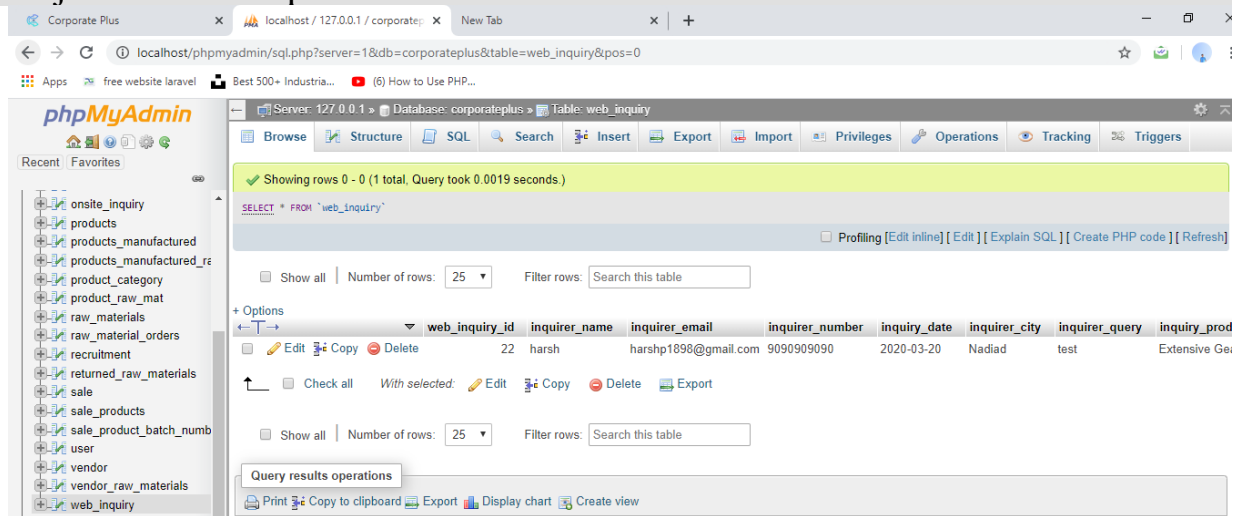 Corporate Plus
localhost / 127.0.0.1 / corporatep
New Tab
localhost/phpmyadmin/sql.php?server=1&db=corporateplus&table=web_inquiry&pos=0
Apps free website laravel Best 500+ Industria... (6) How to Use PHP...
phpMyAdmin
Recent Favorites
onsite_inquiry
products
products_manufactured
products_manufactured_ra
product_category
product_raw_mat
raw_materials
raw_material_orders
recruitment
returned_raw_materials
sale
sale_products
sale_product_batch_numb
user
vendor
vendor_raw_materials
web_inquiry
Server: 127.0.0.1 » Database: corporateplus » Table: web_inquiry
Browse Structure SQL Search Insert Export Import Privileges Operations Tracking Triggers
Showing rows 0 - 0 (1 total, Query took 0.0019 seconds.)
SELECT * FROM `web_inquiry`
Profiling [Edit inline] [ Edit ] [ Explain SQL ] [ Create PHP code ] [ Refresh]
Show all | Number of rows: 25 Filter rows: Search this table
+ Options
←T→ web_inquiry_id inquirer_name inquirer_email inquirer_number inquiry_date inquirer_city inquirer_query inquiry_prod
Edit Copy Delete 22 harsh harshp1898@gmail.com 9090909090 2020-03-20 Nadiad test Extensive Gea
Check all With selected: Edit Copy Delete Export
Show all | Number of rows: 25 Filter rows: Search this table
Query results operations
Print Copy to clipboard Export Display chart Create view